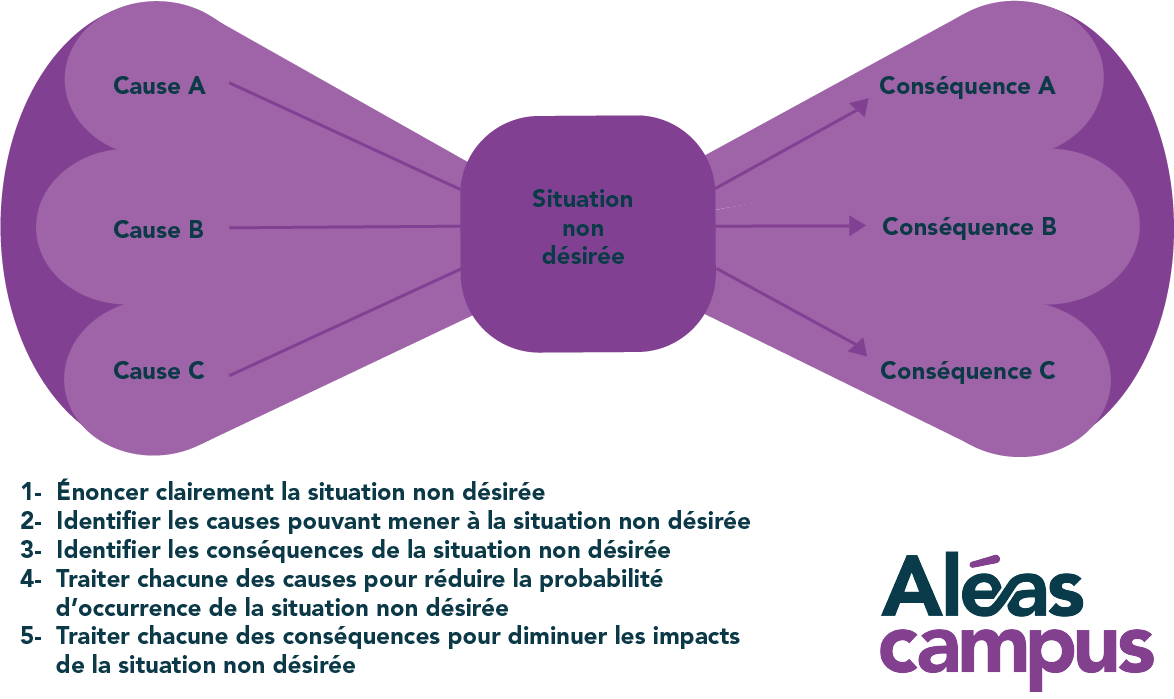 Cause A
Conséquence A
Situation
non
désirée
Cause B
Conséquence B
Cause C
Conséquence C
1- Énoncer clairement la situation non désirée
2- Identifier les causes pouvant mener à la situation non désirée
3- Identifier les conséquences de la situation non désirée
4- Traiter chacune des causes pour réduire la probabilité
d’occurrence de la situation non désirée
5- Traiter chacune des conséquences pour diminuer les impacts
de la situation non désirée
Aléas
campus